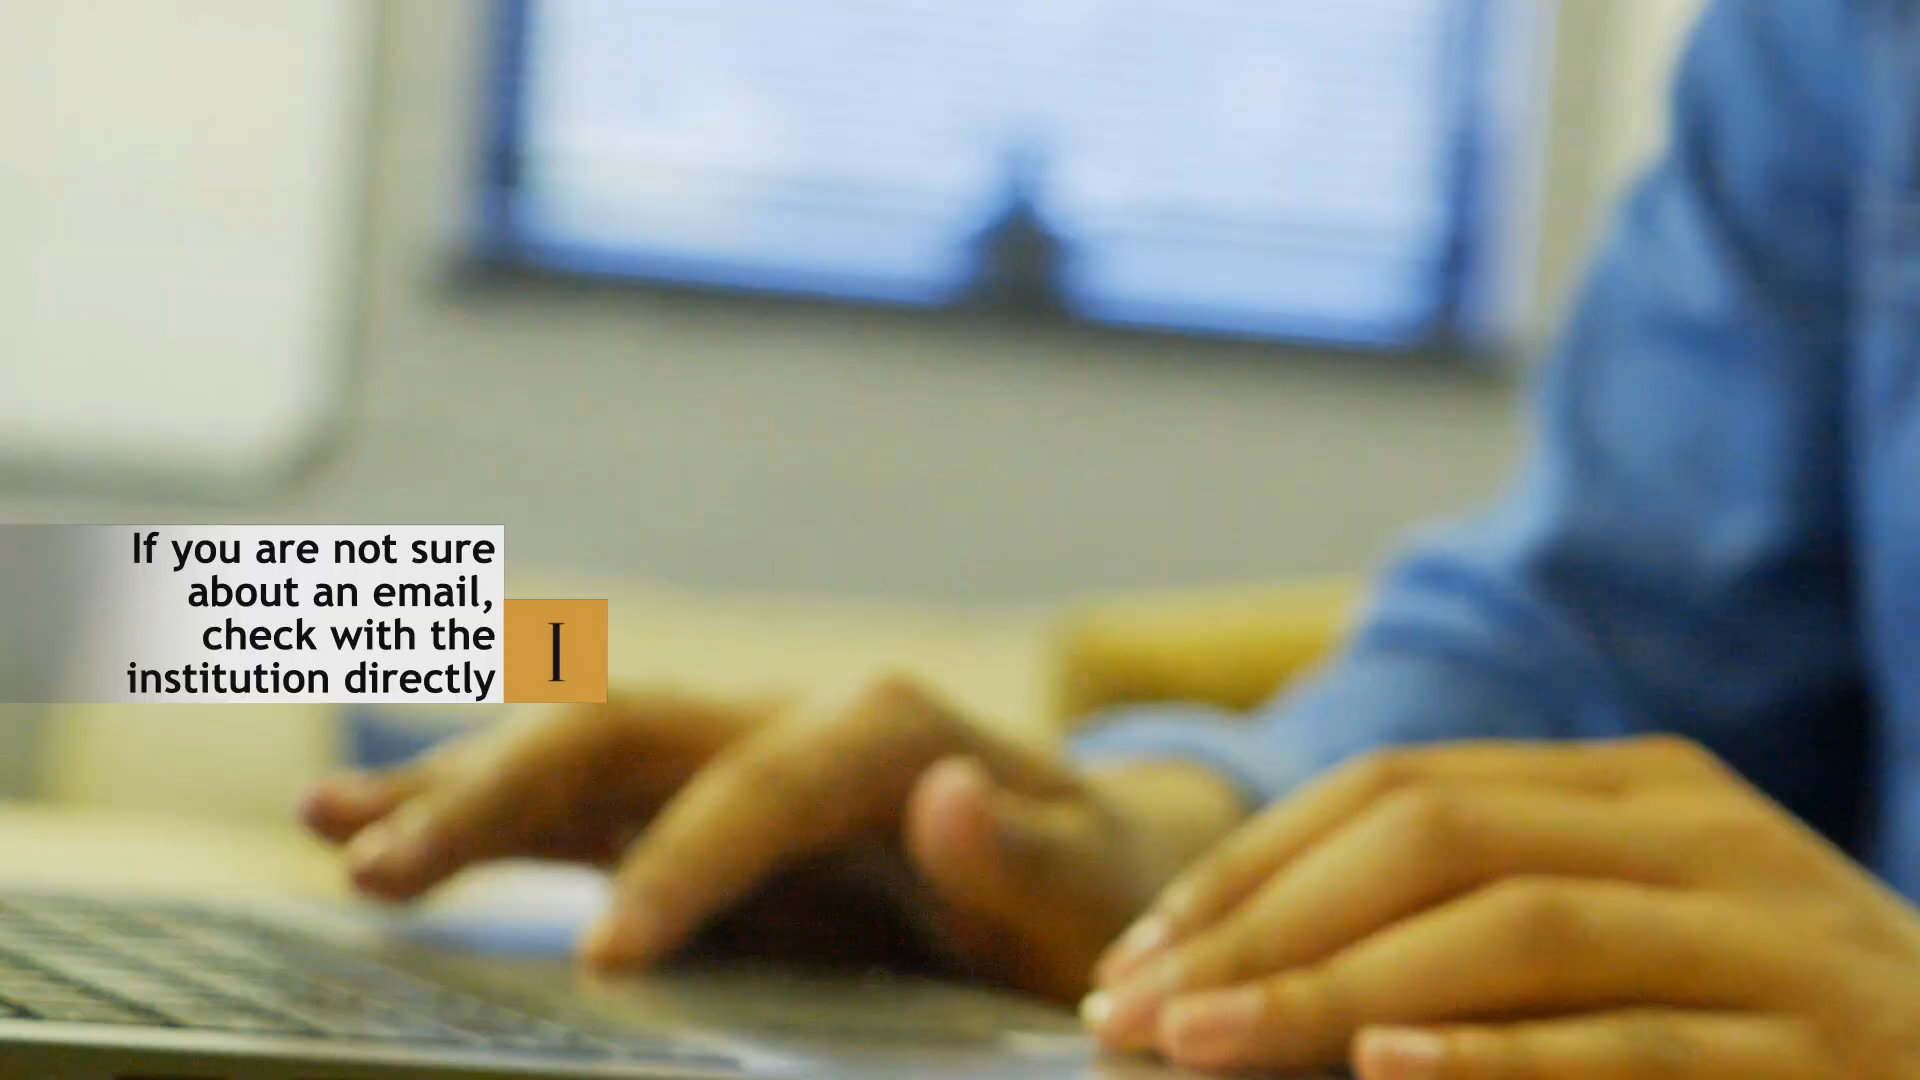 If you are not sure
about an email,
check with the
institution directly
I